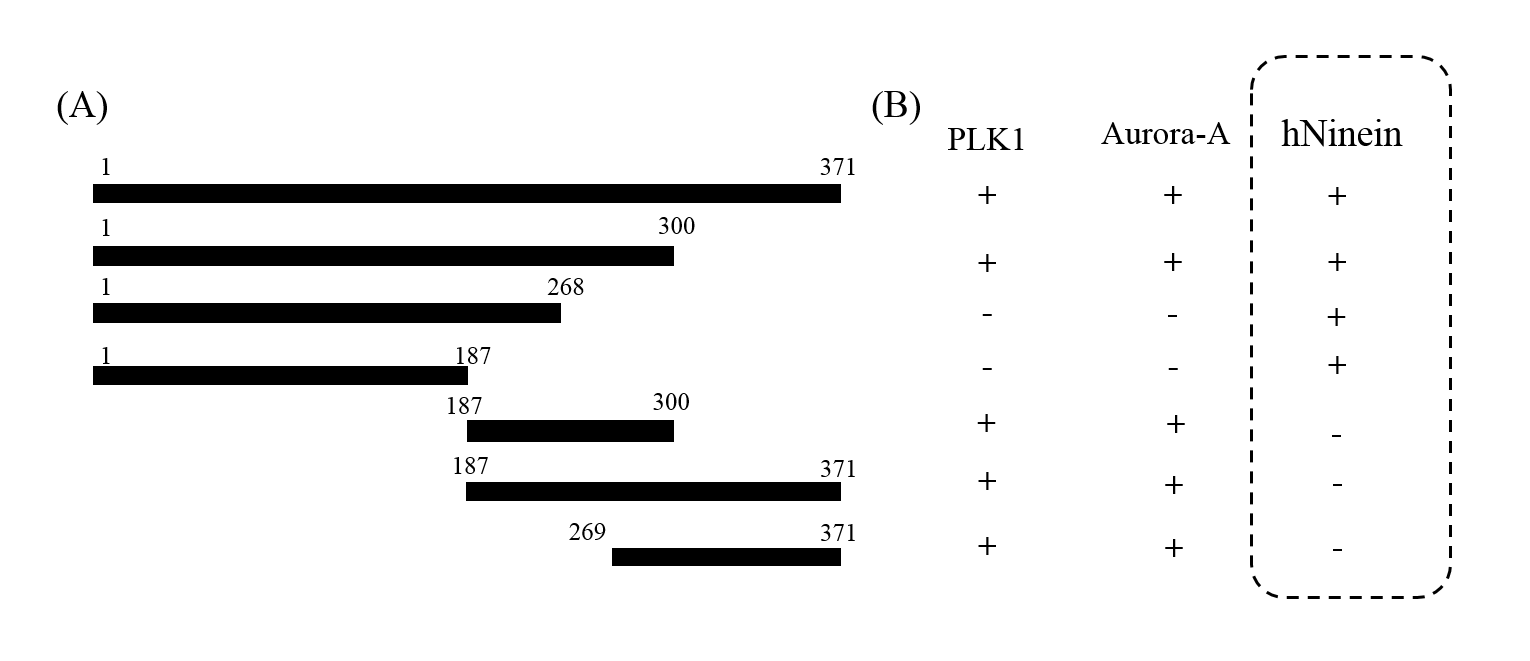 (A)
(B)
PLK1 Aurora-A hNinein
1 371
+ + +
1 300
+ + +
1 268
- - +
1 187
- - +
187 300
+ + -
187 371
+ + -
269 371
+ + -